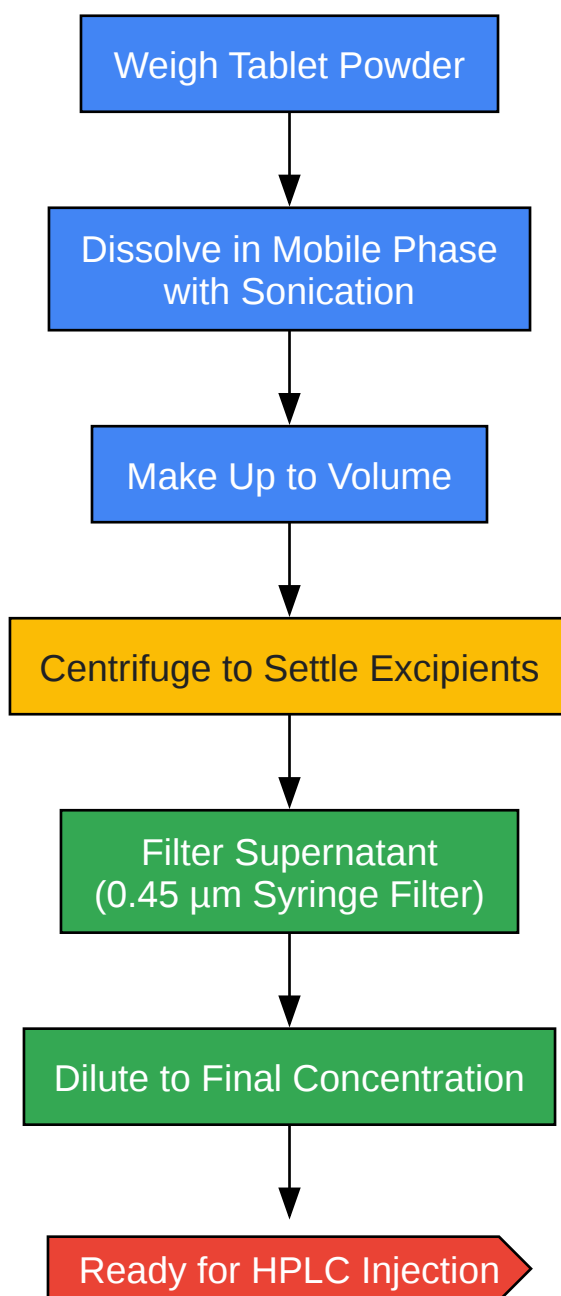 Weigh Tablet Powder
Dissolve in Mobile Phase
with Sonication
Make Up to Volume
Centrifuge to Settle Excipients
Filter Supernatant
(0.45 µm Syringe Filter)
Dilute to Final Concentration
Ready for HPLC Injection